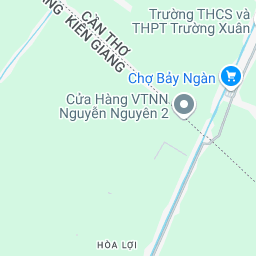 Trường THCS và
THPT Trường Xuân
CẦN THƠ
KIÊN GIANG
Chợ Bảy Ngàn
Cửa Hàng VTNN
Nguyễn Nguyên 2
HÒA LỢI